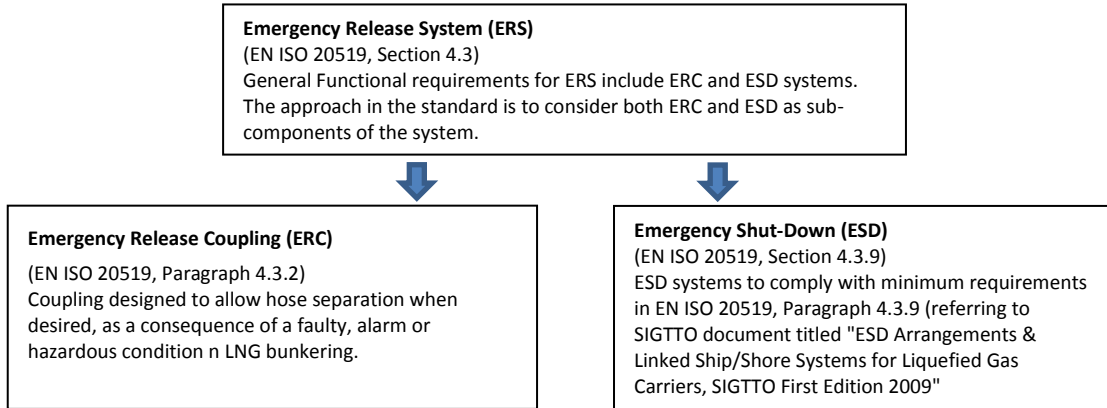 Emergency Release System (ERS)
(EN ISO 20519, Section 4.3)
General Functional requirements for ERS include ERC and ESD systems.
The approach in the standard is to consider both ERC and ESD as sub-
components of the system.
Emergency Release Coupling (ERC)
(EN ISO 20519, Paragraph 4.3.2)
Coupling designed to allow hose separation when
desired, as a consequence of a faulty, alarm or
hazardous condition n LNG bunkering.
Emergency Shut-Down (ESD)
(EN ISO 20519, Section 4.3.9)
ESD systems to comply with minimum requirements
in EN ISO 20519, Paragraph 4.3.9 (referring to
SIGTTO document titled "ESD Arrangements &
Linked Ship/Shore Systems for Liquefied Gas
Carriers, SIGTTO First Edition 2009"